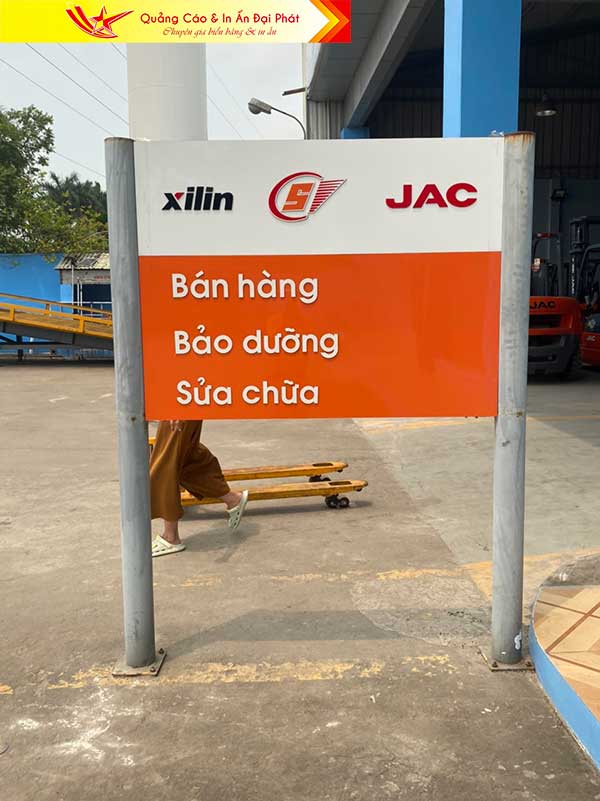 Quảng Cáo & In Ấn Đại Phát
Chuyên gia biển bảng & in ấn
xilin
JAC
Bán hàng
Bảo dưỡng
Sửa chữa
JAC